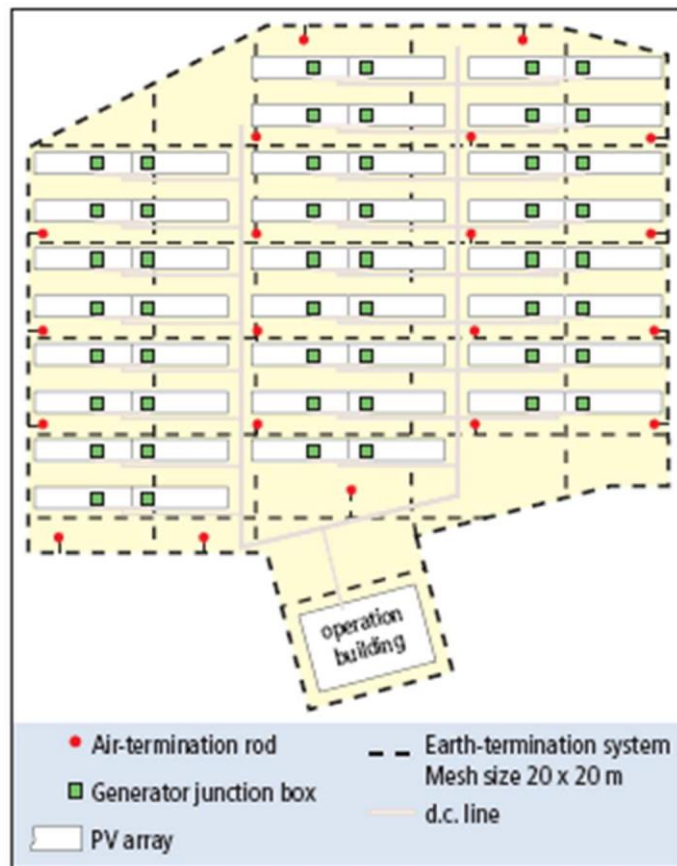 operation
building
Air-termination rod
Generator junction box
PV array
Earth-termination system
Mesh size 20 x 20 m
d.c. line